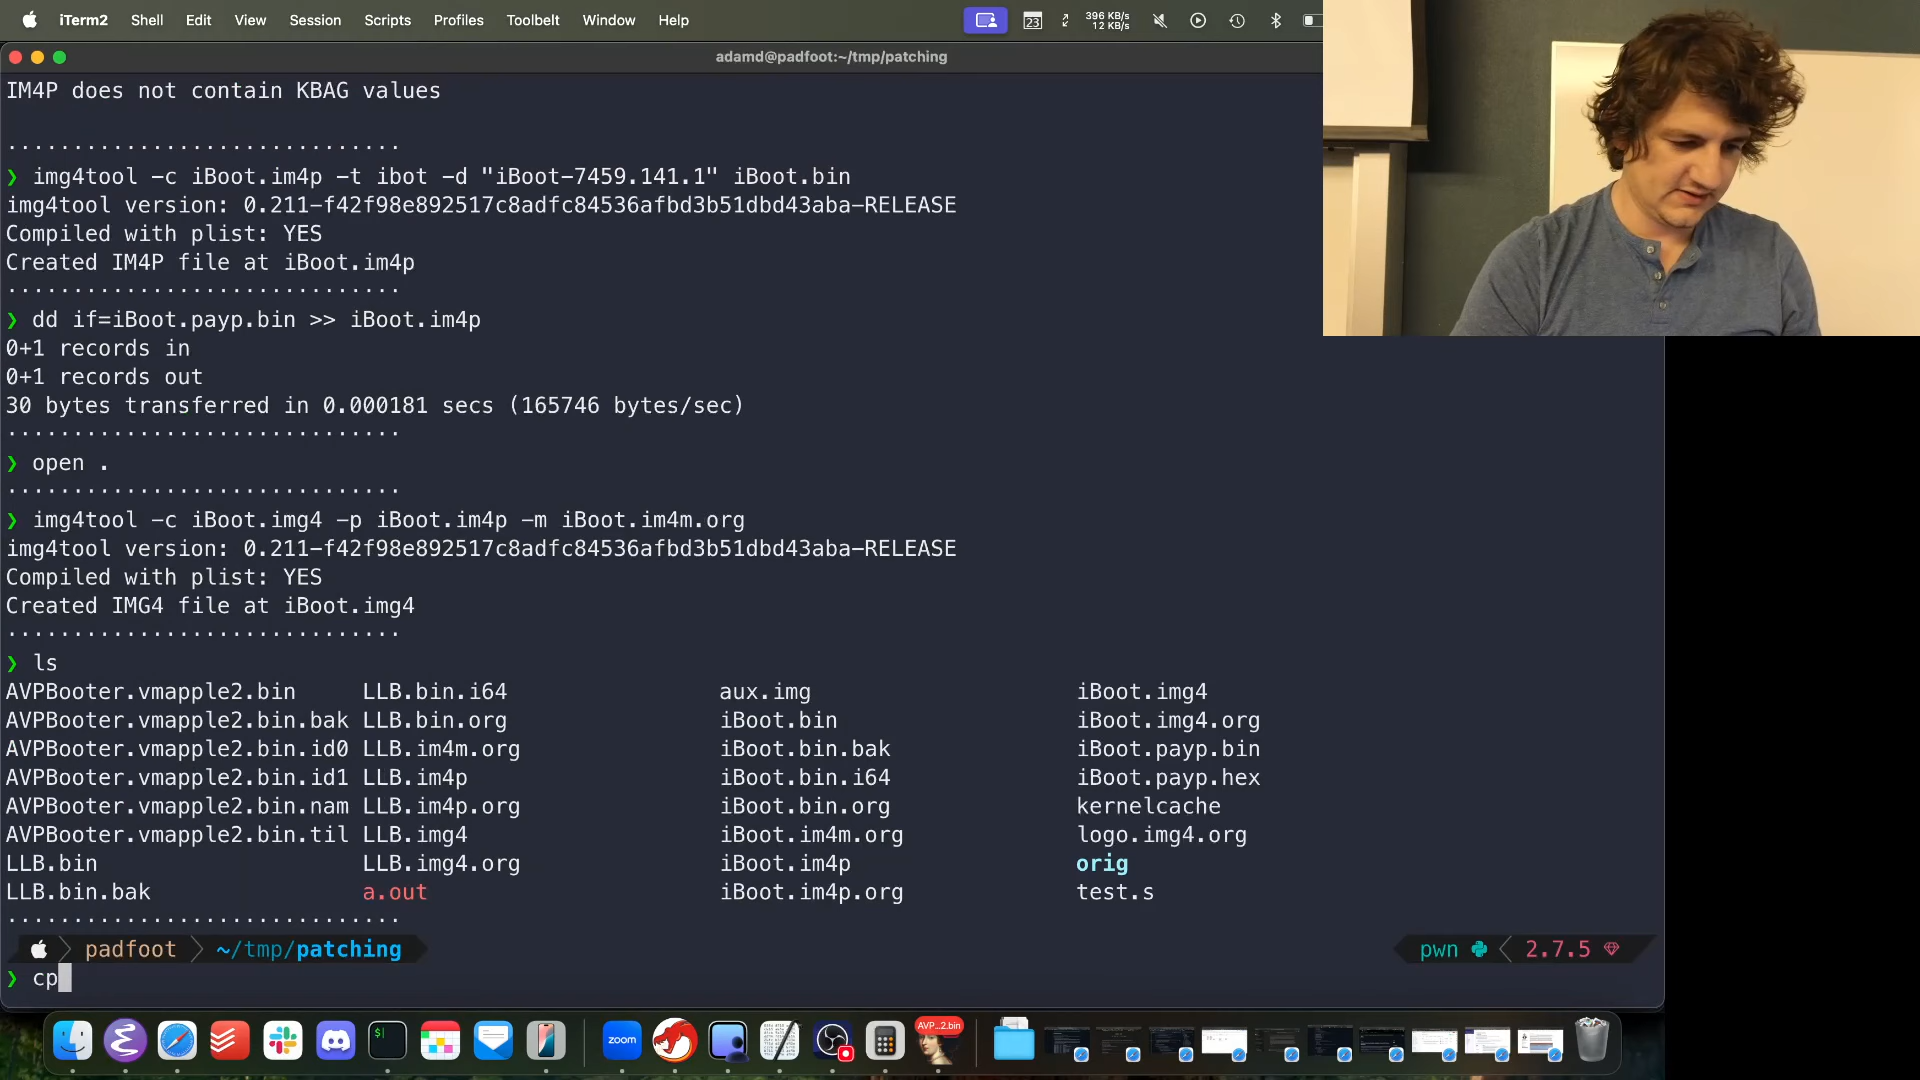 iTerm2 Shell Edit View Session Scripts Profiles Toolbelt Window Help 23 396 KB/s 12 KB/s
adamd@padfoot:~/tmp/patching
IM4P does not contain KBAG values
❯ img4tool -c iBoot.im4p -t ibot -d "iBoot-7459.141.1" iBoot.bin
img4tool version: 0.211-f42f98e892517c8adfc84536afbd3b51dbd43aba-RELEASE
Compiled with plist: YES
Created IM4P file at iBoot.im4p
❯ dd if=iBoot.payp.bin >> iBoot.im4p
0+1 records in
0+1 records out
30 bytes transferred in 0.000181 secs (165746 bytes/sec)
❯ open .
❯ img4tool -c iBoot.img4 -p iBoot.im4p -m iBoot.im4m.org
img4tool version: 0.211-f42f98e892517c8adfc84536afbd3b51dbd43aba-RELEASE
Compiled with plist: YES
Created IMG4 file at iBoot.img4
❯ ls
AVPBooter.vmapple2.bin LLB.bin.i64 aux.img iBoot.img4
AVPBooter.vmapple2.bin.bak LLB.bin.org iBoot.bin iBoot.img4.org
AVPBooter.vmapple2.bin.id0 LLB.im4m.org iBoot.bin.bak iBoot.payp.bin
AVPBooter.vmapple2.bin.id1 LLB.im4p iBoot.bin.i64 iBoot.payp.hex
AVPBooter.vmapple2.bin.nam LLB.im4p.org iBoot.bin.org kernelcache
AVPBooter.vmapple2.bin.til LLB.img4 iBoot.im4m.org logo.img4.org
LLB.bin LLB.img4.org iBoot.im4p orig
LLB.bin.bak a.out iBoot.im4p.org test.s
padfoot ~/tmp/patching pwn 2.7.5
❯ cp
zoom AVP...2.bin